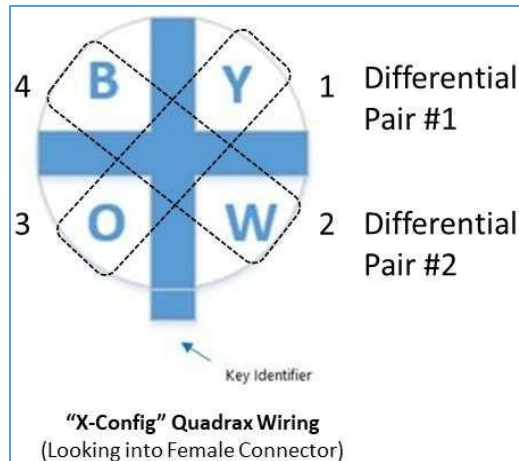 4 B Y 1 Differential
Pair #1
3 O W 2 Differential
Pair #2
Key Identifier
“X-Config” Quadrax Wiring
(Looking into Female Connector)